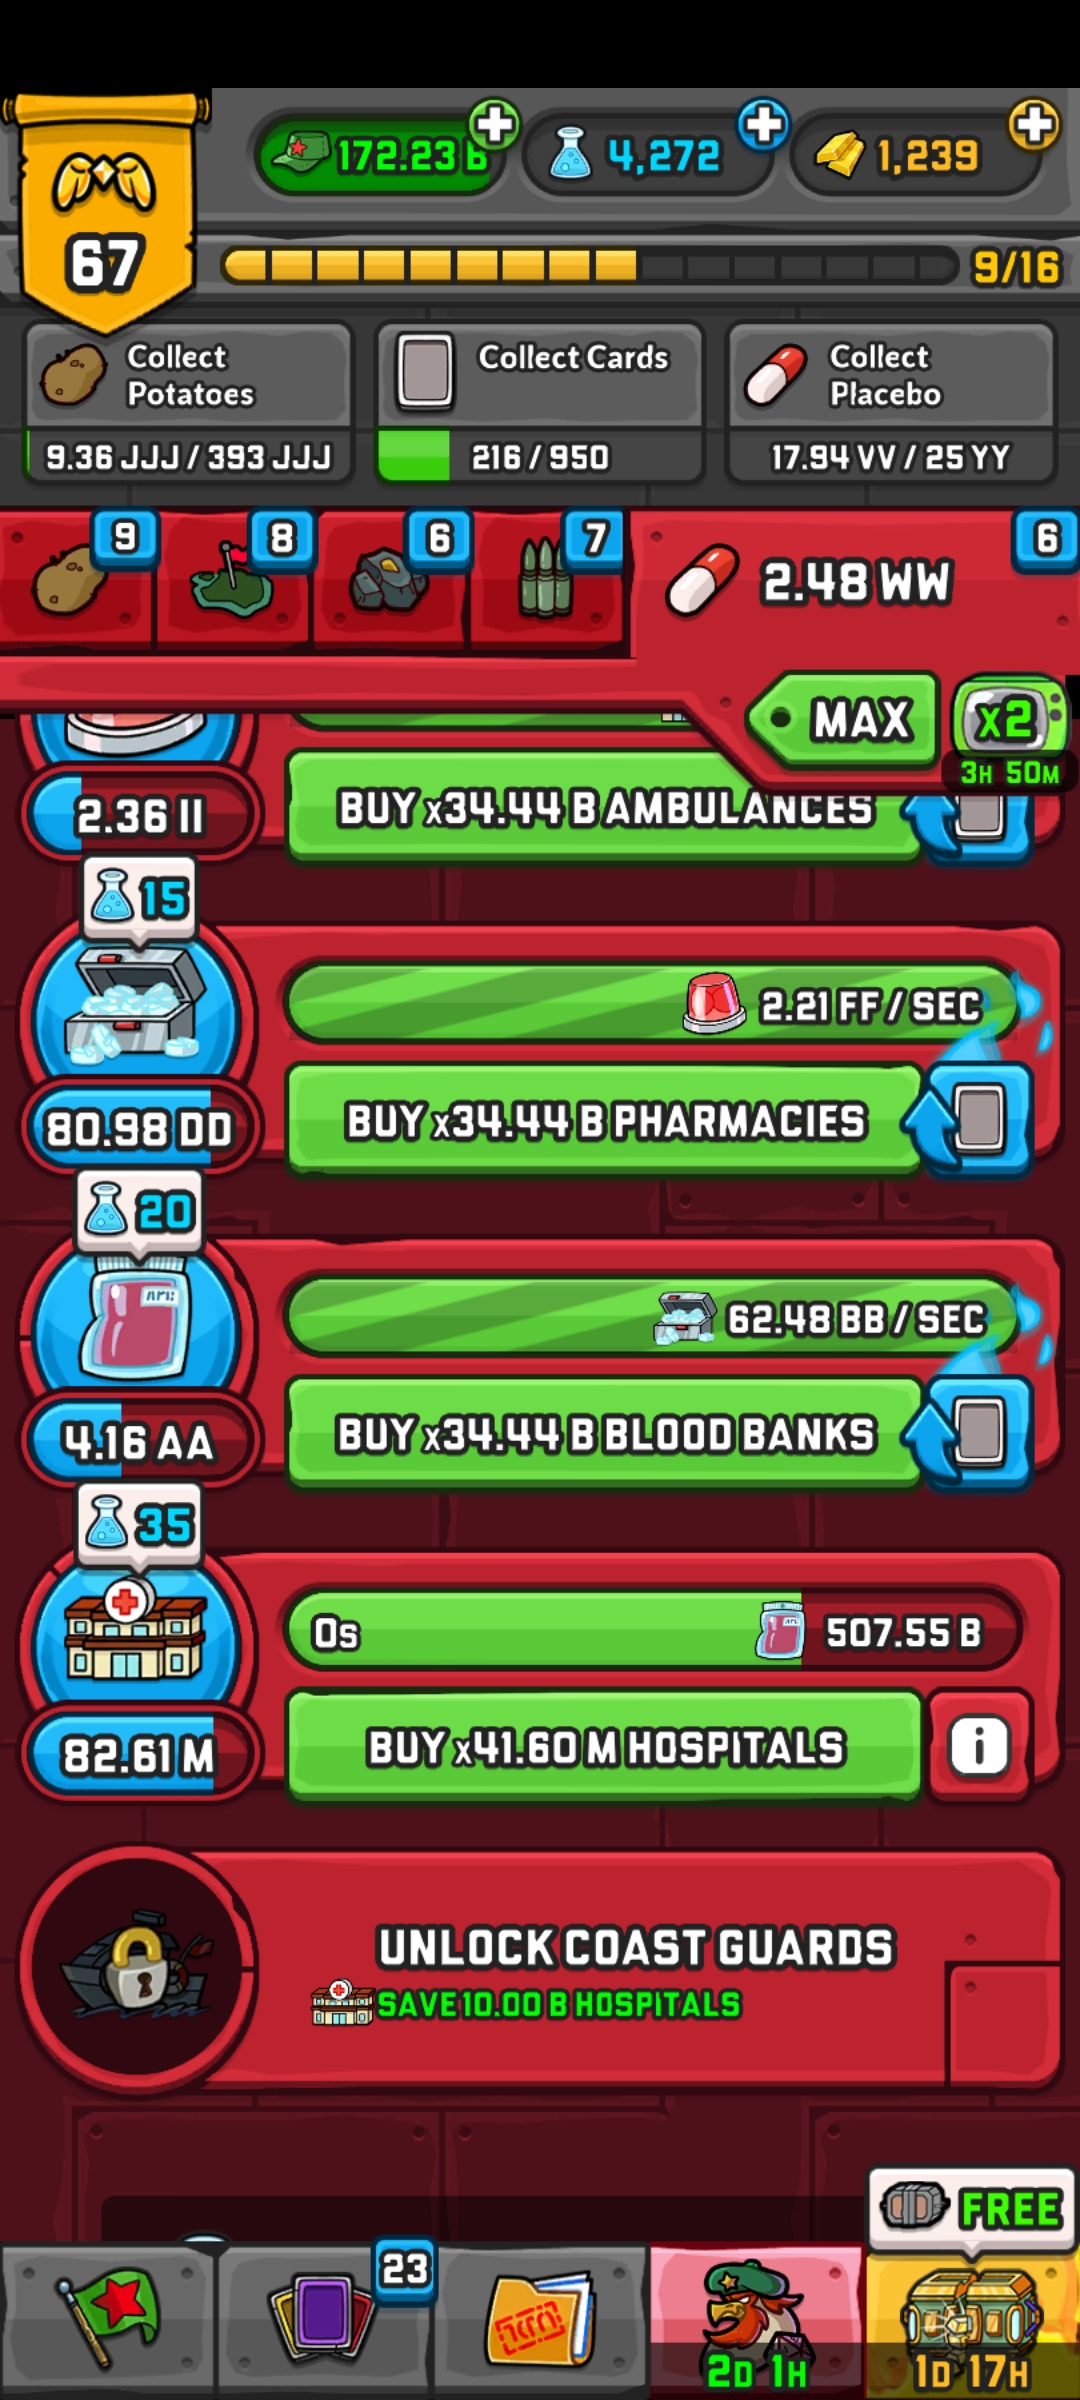 172.23 B
4,272
1,239
67
9/16
Collect Potatoes
9.36 JJJ / 393 JJJ
Collect Cards
216 / 950
Collect Placebo
17.94 VV / 25 YY
9
8
6
7
2.48 WW
6
MAX
x2
3H 50M
2.36 II
BUY x34.44 B AMBULANCES
15
2.21 FF / SEC
80.98 DD
BUY x34.44 B PHARMACIES
20
62.48 BB / SEC
4.16 AA
BUY x34.44 B BLOOD BANKS
35
0s
507.55 B
82.61 M
BUY x41.60 M HOSPITALS
i
UNLOCK COAST GUARDS
SAVE 10.00 B HOSPITALS
FREE
23
2D 1H
1D 17H